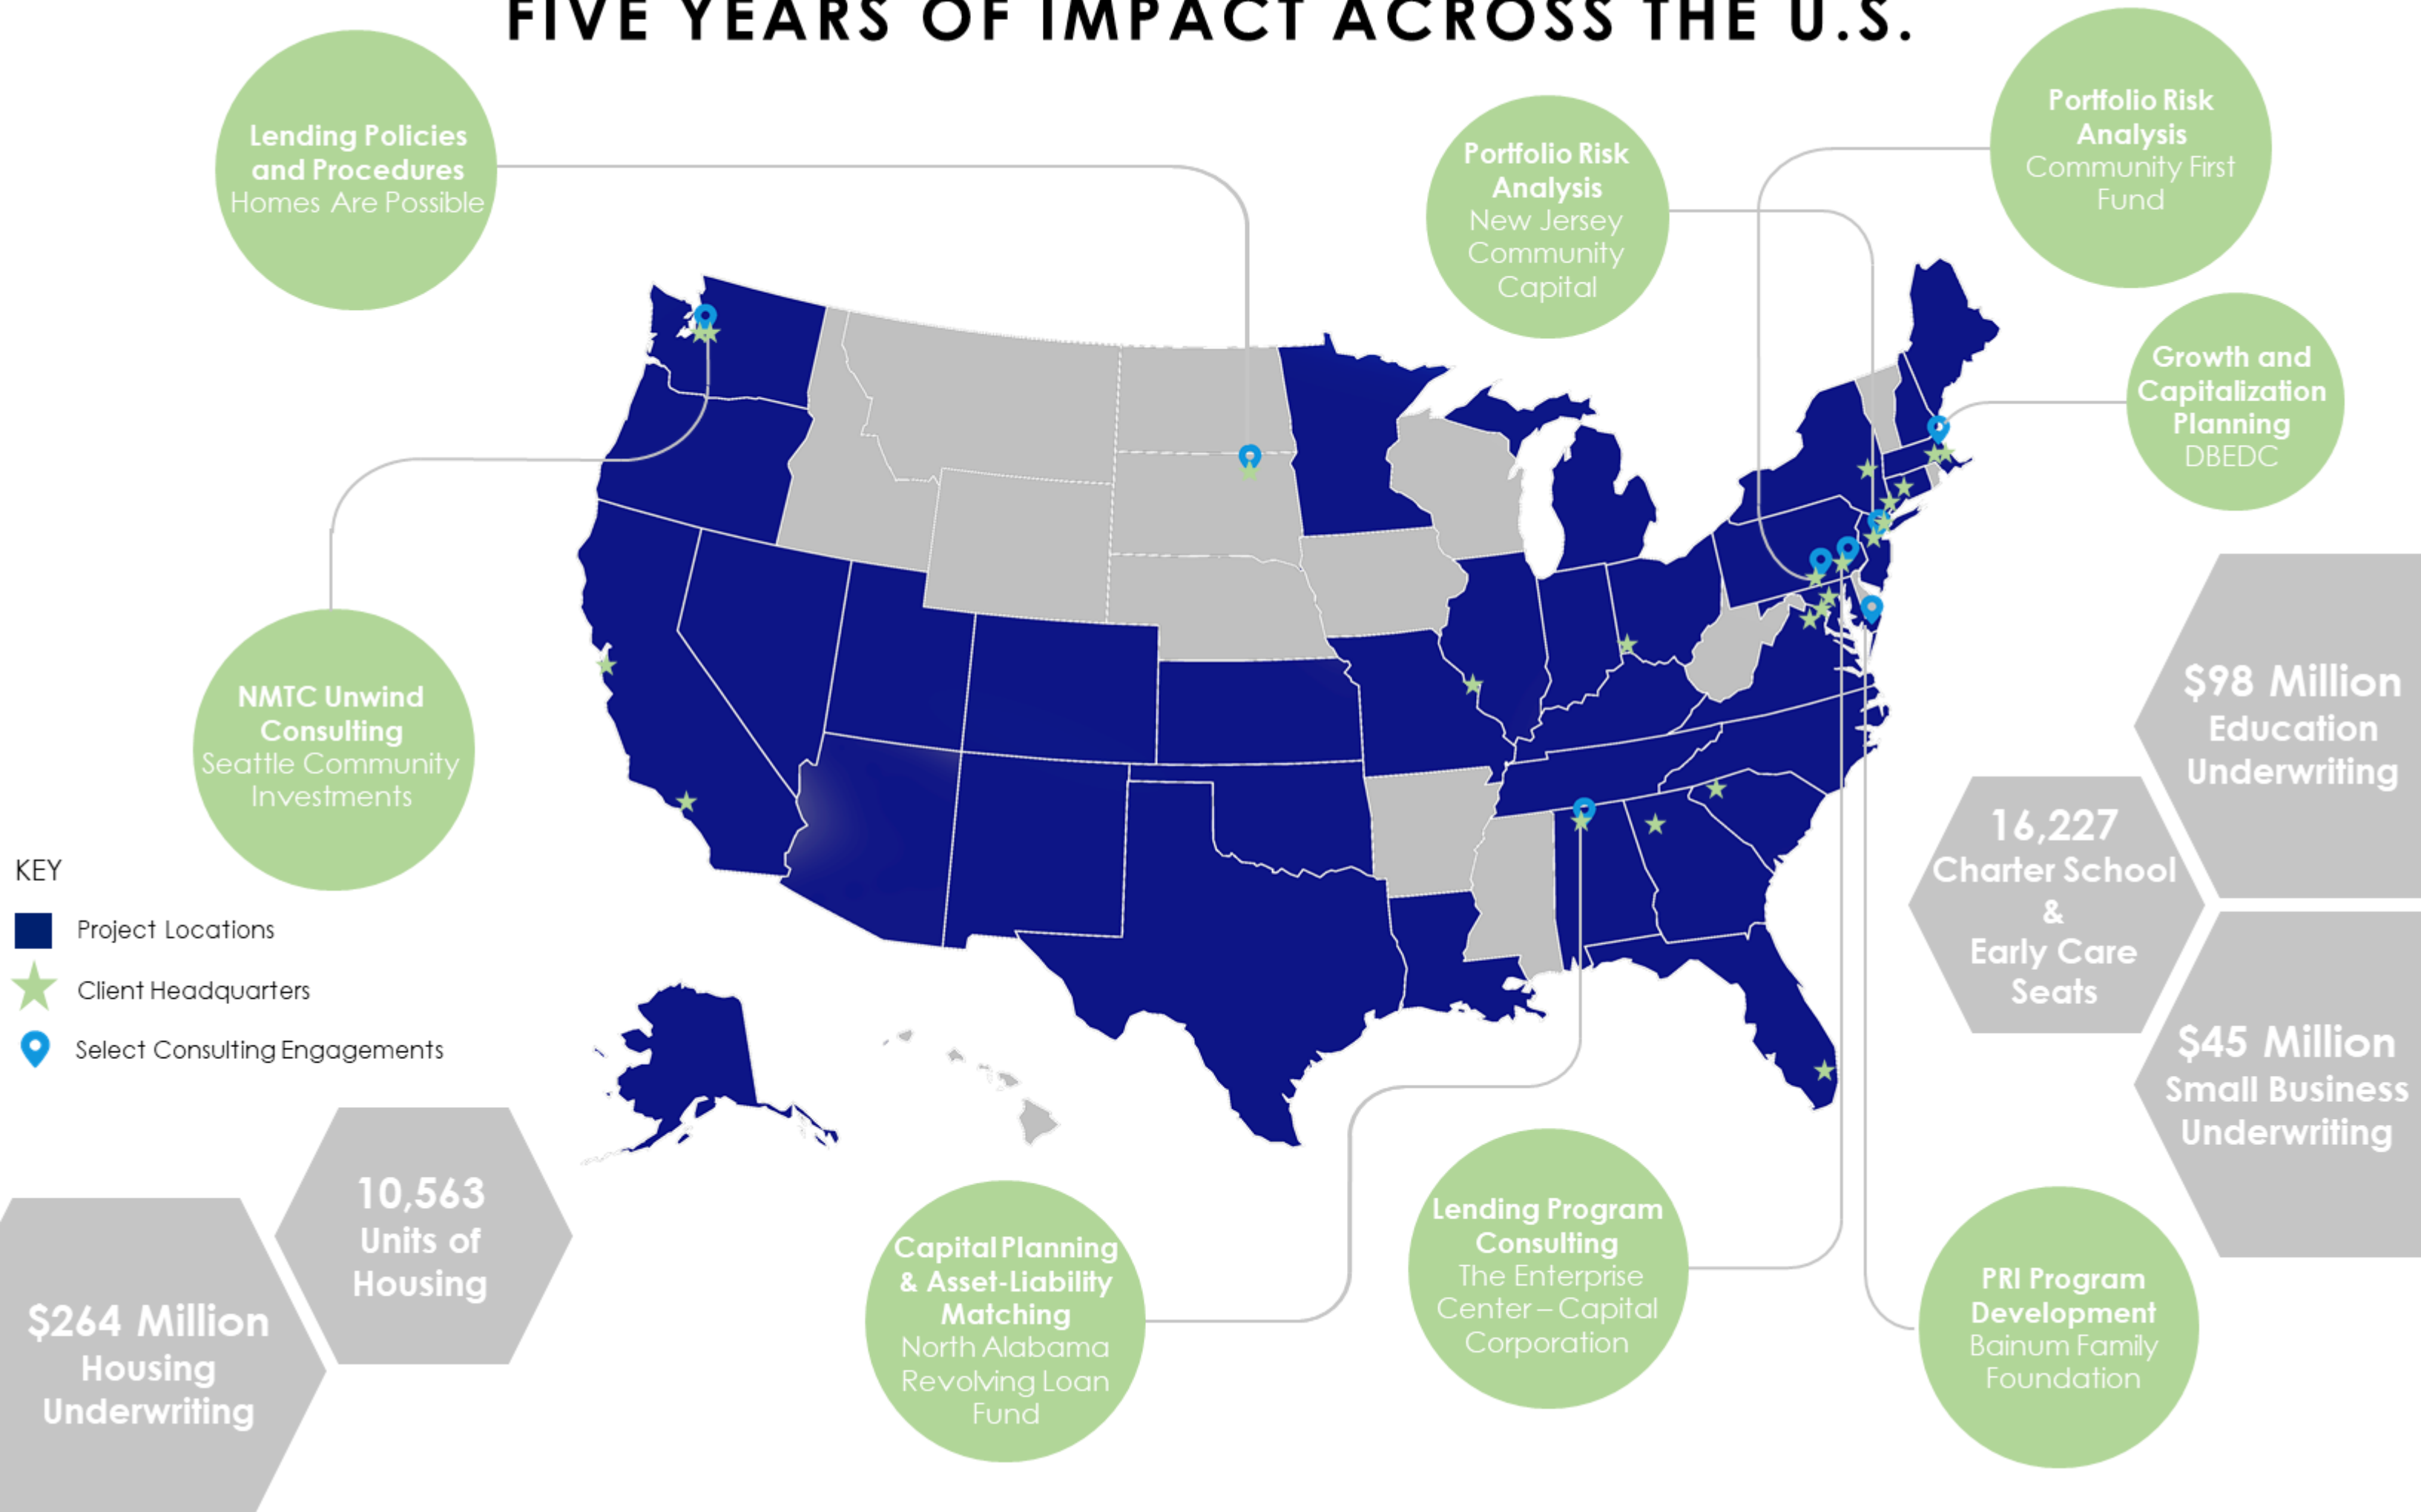 FIVE YEARS OF IMPACT ACROSS THE U.S.
Lending Policies
and Procedures
Homes Are Possible
Portfolio Risk
Analysis
New Jersey
Community
Capital
Portfolio Risk
Analysis
Community First
Fund
Growth and
Capitalization
Planning
DBEDC
NMTC Unwind
Consulting
Seattle Community
Investments
$98 Million
Education
Underwriting
16,227
Charter School
&
Early Care
Seats
$45 Million
Small Business
Underwriting
KEY
Project Locations
Client Headquarters
Select Consulting Engagements
10,563
Units of
Housing
$264 Million
Housing
Underwriting
Capital Planning
& Asset-Liability
Matching
North Alabama
Revolving Loan
Fund
Lending Program
Consulting
The Enterprise
Center – Capital
Corporation
PRI Program
Development
Bainum Family
Foundation